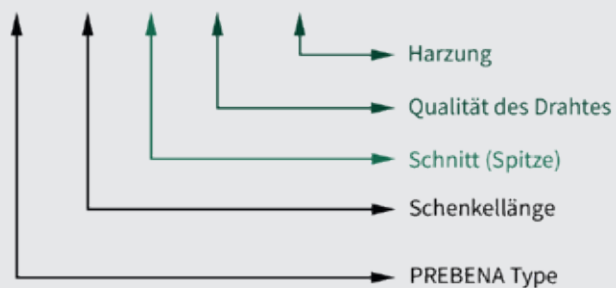 Harzung
Qualität des Drahtes
Schnitt (Spitze)
Schenkellänge
PREBENA Type